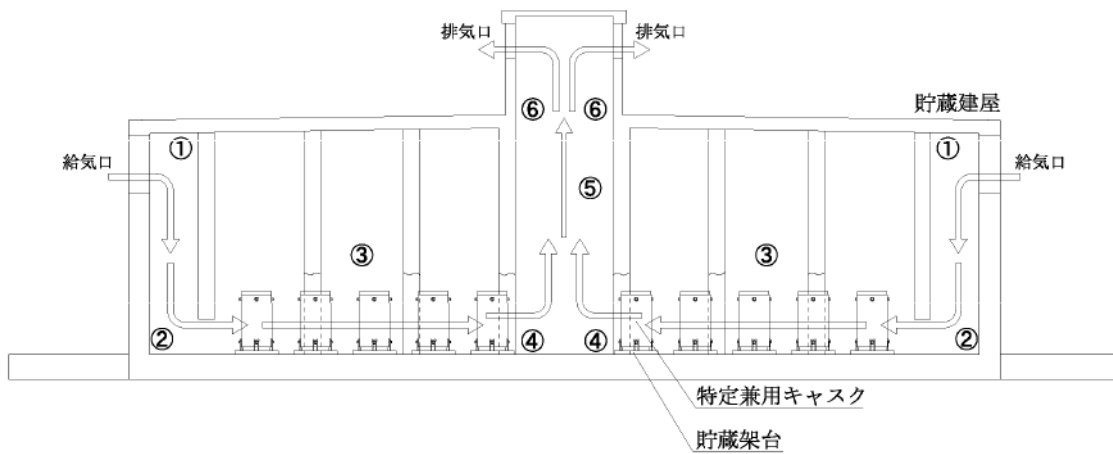 排気口 排気口
⑥ ⑥
貯蔵建屋
① ①
給気口 給気口
⑤
③ ③
② ④ ④ ②
特定兼用キャスク
貯蔵架台